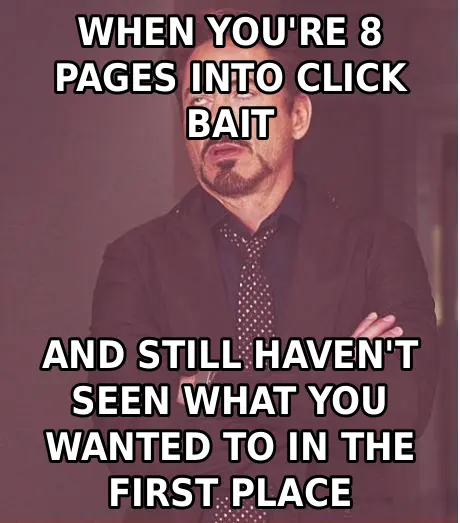 WHEN YOU'RE 8
PAGES INTO CLICK
BAIT
AND STILL HAVEN'T
SEEN WHAT YOU
WANTED TO IN THE
FIRST PLACE